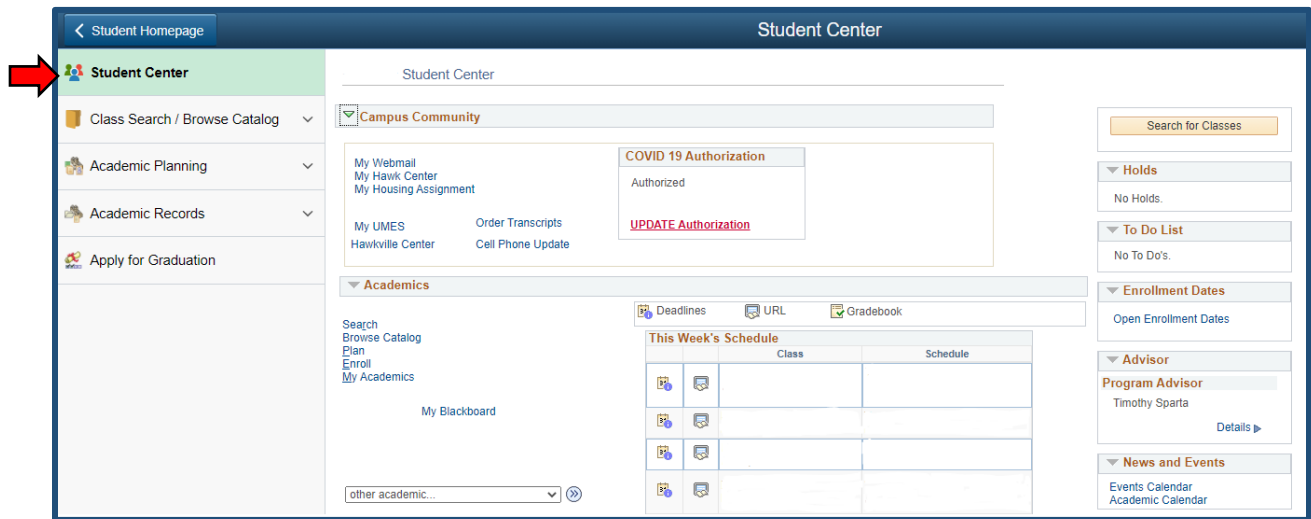 Student Homepage
Student Center
Student Center
Class Search / Browse Catalog
Academic Planning
Academic Records
Apply for Graduation
Student Center
Campus Community
My Webmail
My Hawk Center
My Housing Assignment
My UMES
Order Transcripts
Hawkville Center
Cell Phone Update
COVID 19 Authorization
Authorized
UPDATE Authorization
Academics
Search
Browse Catalog
Plan
Enroll
My Academics
My Blackboard
other academic...
Deadlines
URL
Gradebook
This Week's Schedule
Class
Schedule
Search for Classes
Holds
No Holds.
To Do List
No To Do's.
Enrollment Dates
Open Enrollment Dates
Advisor
Program Advisor
Timothy Sparta
Details
News and Events
Events Calendar
Academic Calendar